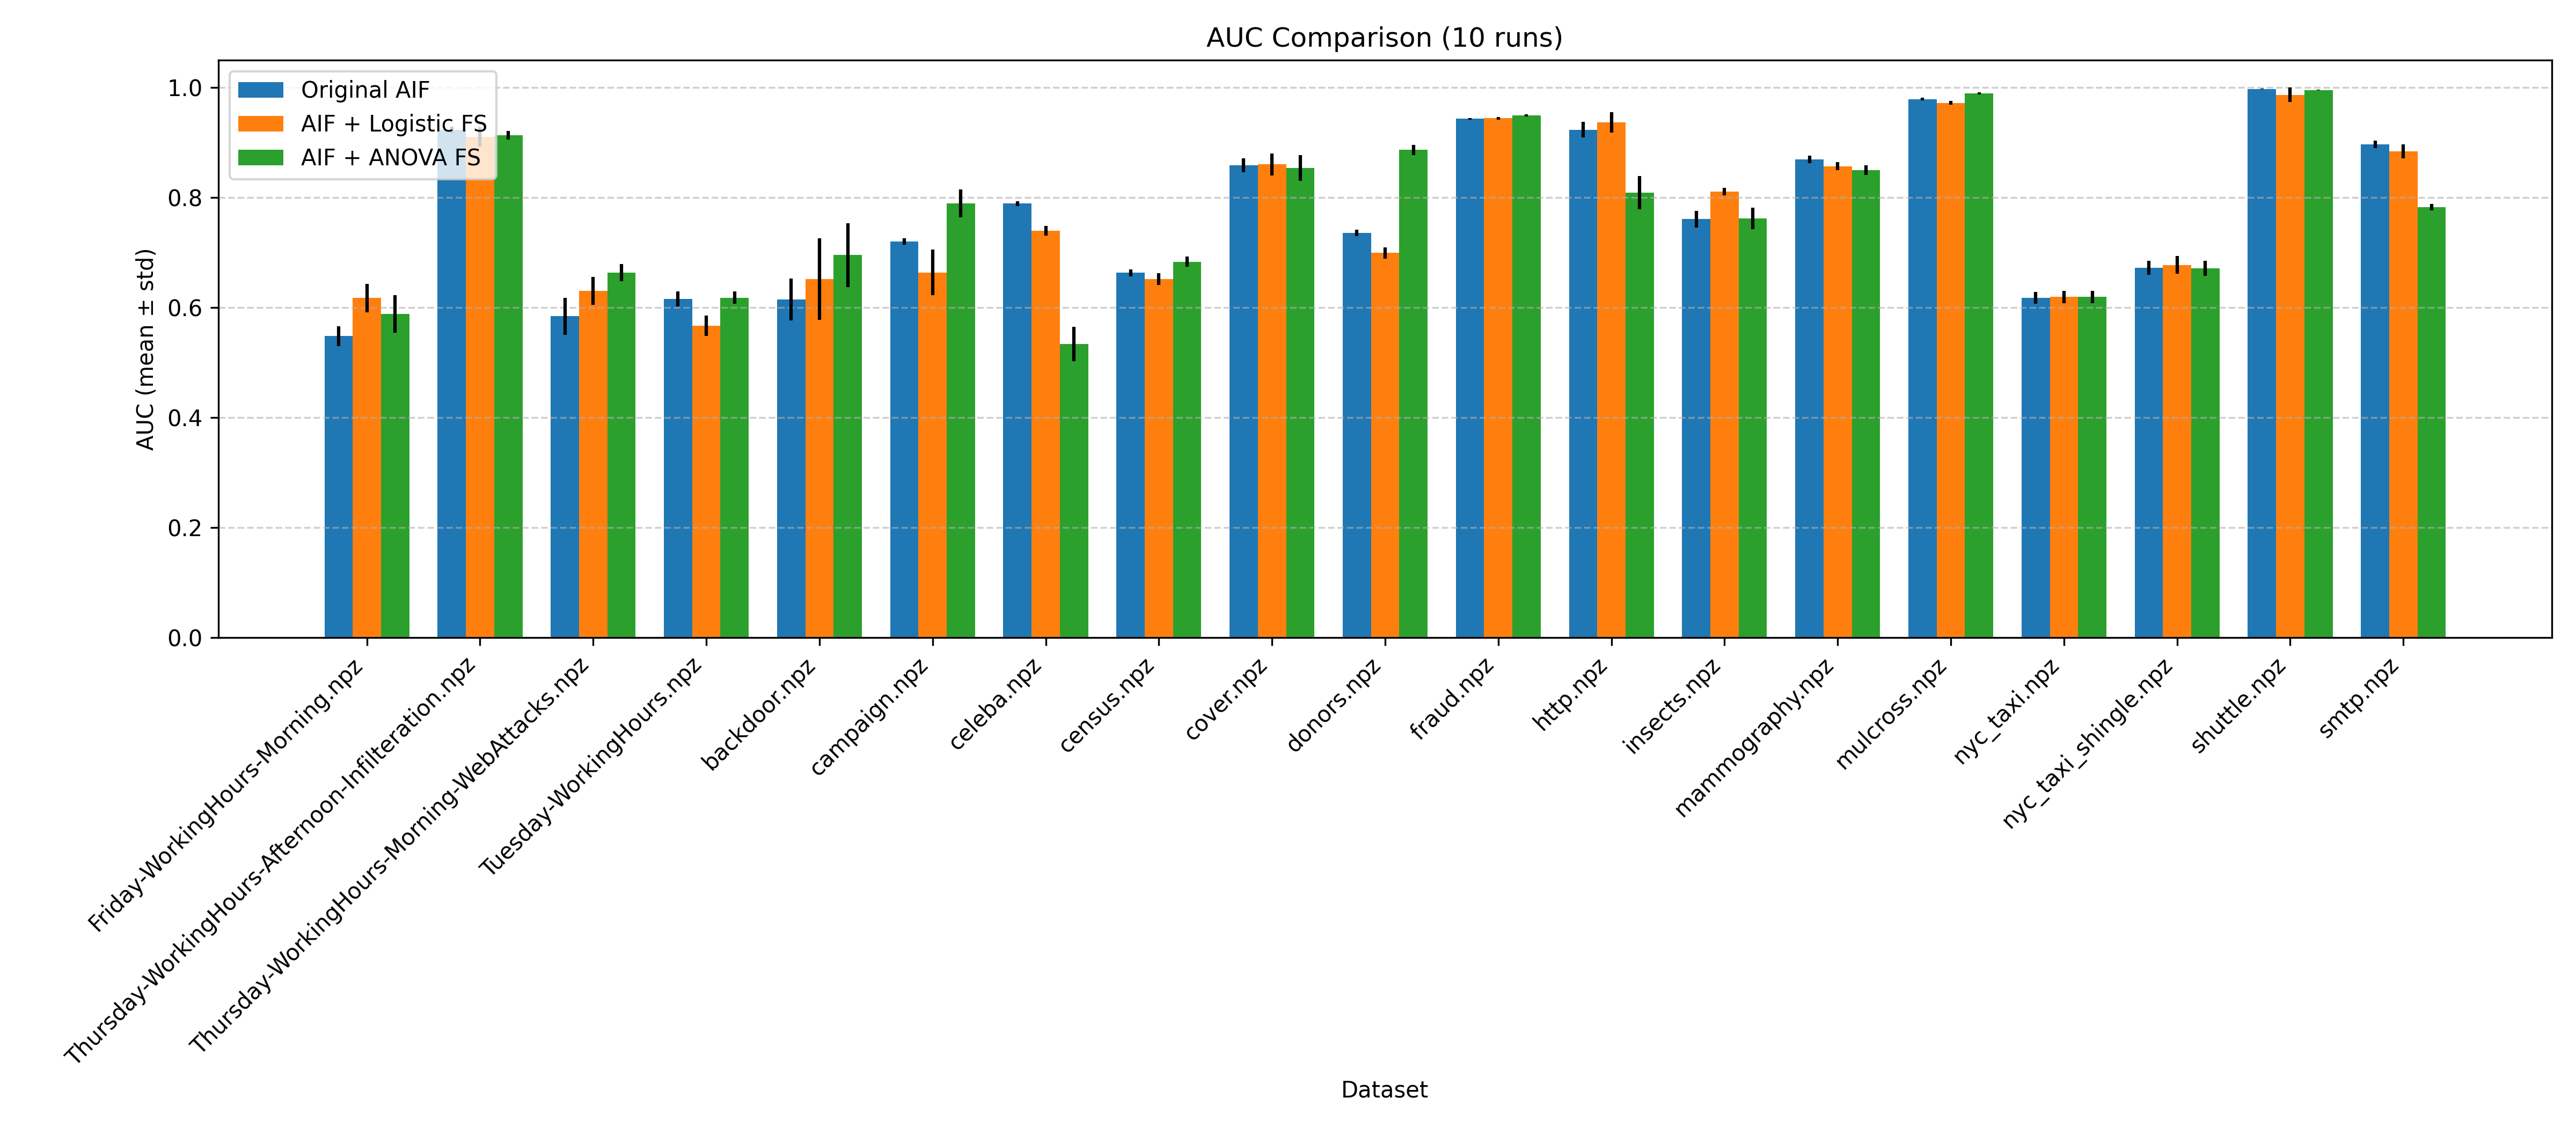 AUC Comparison (10 runs)
Original AIF
AIF + Logistic FS
AIF + ANOVA FS
AUC (mean ± std)
1.0
0.8
0.6
0.4
0.2
0.0
Friday-WorkingHours-Morning.npz
Thursday-WorkingHours-Afternoon-Infilteration.npz
Thursday-WorkingHours-Morning-WebAttacks.npz
Tuesday-WorkingHours.npz
backdoor.npz
campaign.npz
celeba.npz
census.npz
cover.npz
donors.npz
fraud.npz
http.npz
insects.npz
mammography.npz
mulcross.npz
nyc_taxi.npz
nyc_taxi_shingle.npz
shuttle.npz
smtp.npz
Dataset